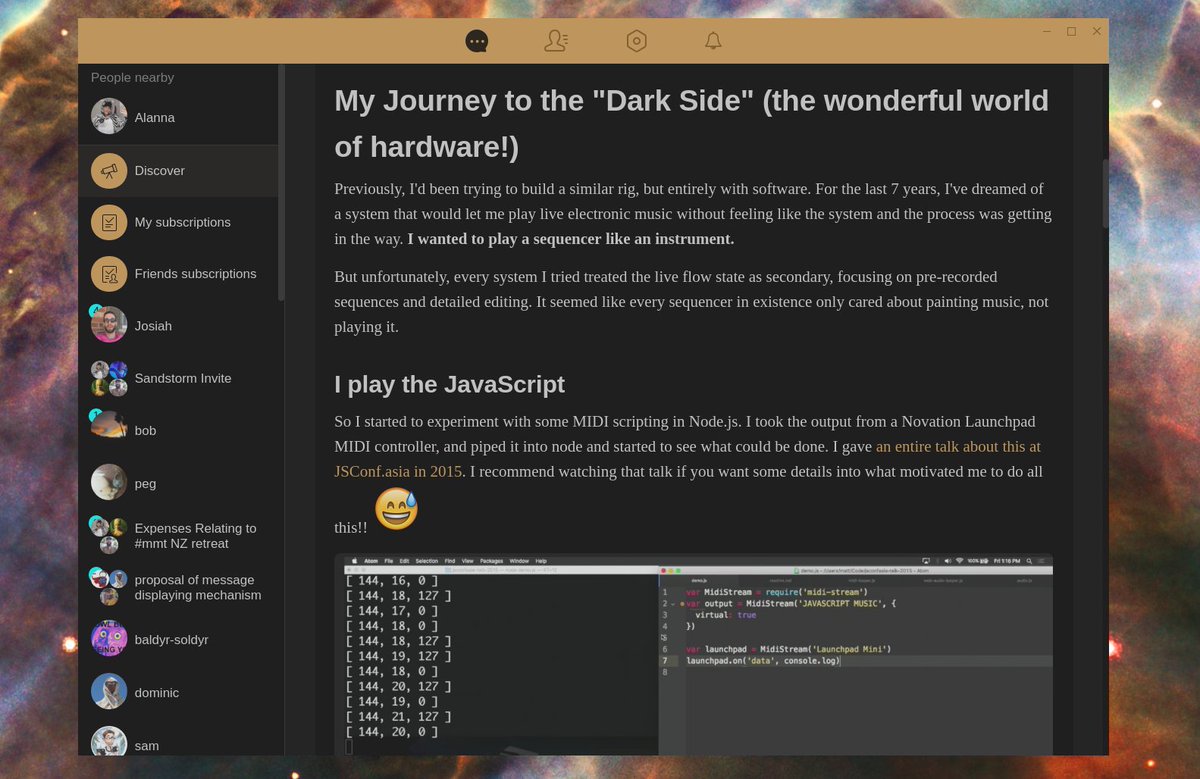 People nearby
Alanna
Discover
My subscriptions
Friends subscriptions
Josiah
Sandstorm Invite
bob
peg
Expenses Relating to
#mmt NZ retreat
proposal of message
displaying mechanism
baldyr-soldyr
dominic
sam
My Journey to the "Dark Side" (the wonderful world
of hardware!)
Previously, I'd been trying to build a similar rig, but entirely with software. For the last 7 years, I've dreamed of
a system that would let me play live electronic music without feeling like the system and the process was getting
in the way. I wanted to play a sequencer like an instrument.
But unfortunately, every system I tried treated the live flow state as secondary, focusing on pre-recorded
sequences and detailed editing. It seemed like every sequencer in existence only cared about painting music, not
playing it.
I play the JavaScript
So I started to experiment with some MIDI scripting in Node.js. I took the output from a Novation Launchpad
MIDI controller, and piped it into node and started to see what could be done. I gave an entire talk about this at
JSConf.asia in 2015. I recommend watching that talk if you want some details into what motivated me to do all
this!!
Atom File Edit Selection Find View Packages Window Help 100% Fri 1:16 PM
[ 144, 16, 0 ]
[ 144, 18, 127 ]
[ 144, 17, 0 ]
[ 144, 18, 0 ]
[ 144, 18, 127 ]
[ 144, 19, 127 ]
[ 144, 18, 0 ]
[ 144, 20, 127 ]
[ 144, 19, 0 ]
[ 144, 21, 127 ]
[ 144, 20, 0 ]
demo.js
1 var MidiStream = require('midi-stream')
2 var output = MidiStream('JAVASCRIPT MUSIC', {
3 virtual: true
4 })
5
6 var launchpad = MidiStream('Launchpad Mini')
7 launchpad.on('data', console.log)
8